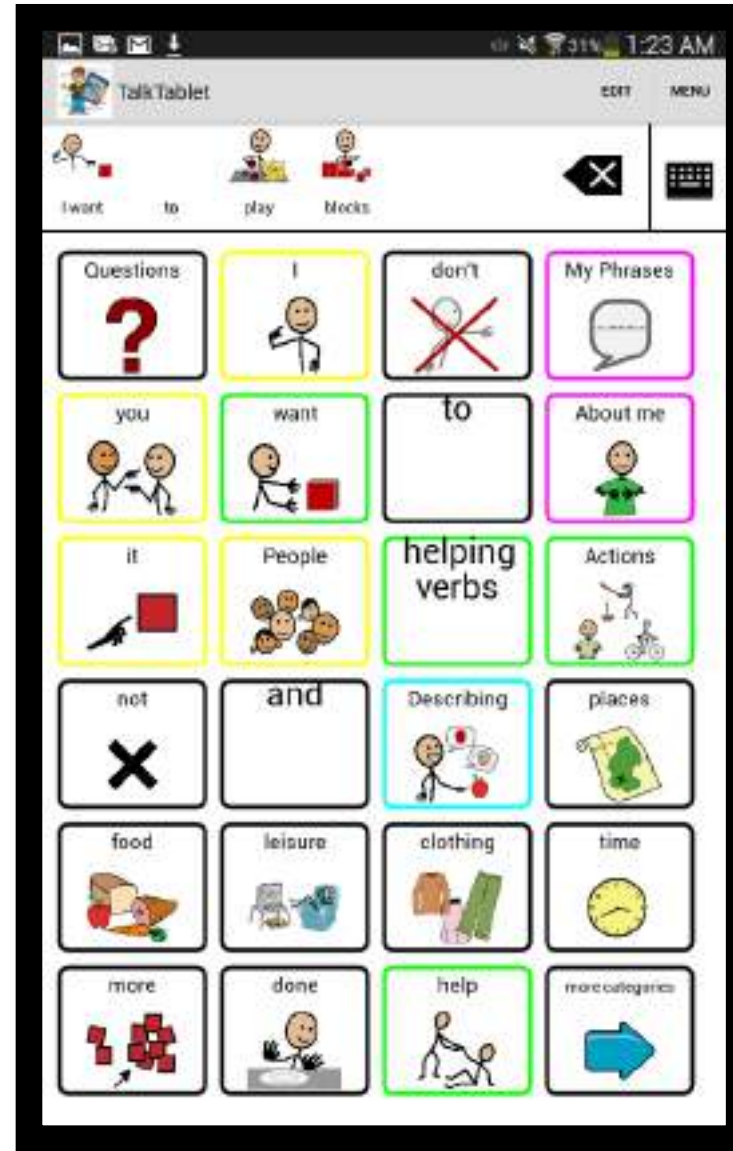 31% 1:23 AM
TalkTablet EDIT MENU
I want to play blocks
Questions I don't My Phrases
you want to About me
it People helping verbs Actions
not and Describing places
food leisure clothing time
more done help more categories